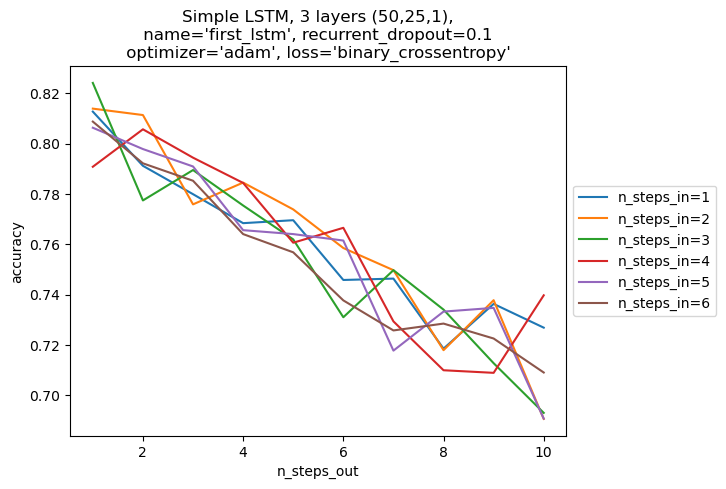 Simple LSTM, 3 layers (50,25,1),
name='first_lstm', recurrent_dropout=0.1
optimizer='adam', loss='binary_crossentropy'
0.82
0.80
0.78
0.76
0.74
0.72
0.70
accuracy
2
4
6
8
10
n_steps_out
n_steps_in=1
n_steps_in=2
n_steps_in=3
n_steps_in=4
n_steps_in=5
n_steps_in=6